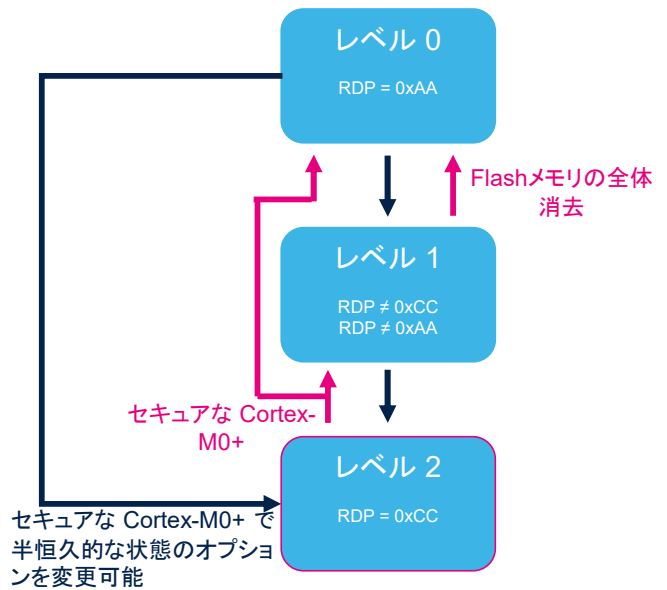 レベル 0
RDP = 0xAA
Flashメモリの全体
消去
レベル 1
RDP ≠ 0xCC
RDP ≠ 0xAA
セキュアな Cortex-
M0+
レベル 2
RDP = 0xCC
セキュアな Cortex-M0+ で
半恒久的な状態のオプショ
ンを変更可能